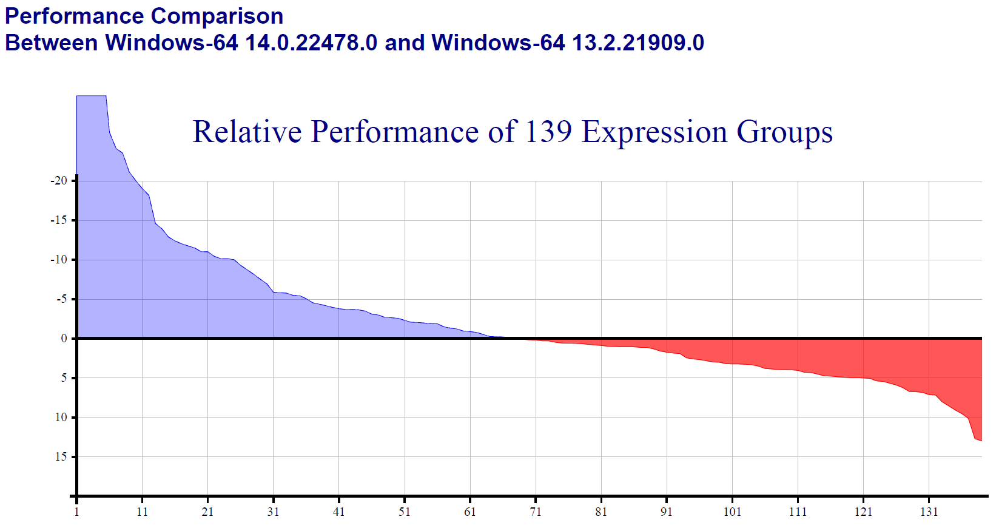 Performance Comparison
Between Windows-64 14.0.22478.0 and Windows-64 13.2.21909.0
Relative Performance of 139 Expression Groups
-20
-15
-10
-5
0
5
10
15
1 11 21 31 41 51 61 71 81 91 101 111 121 131